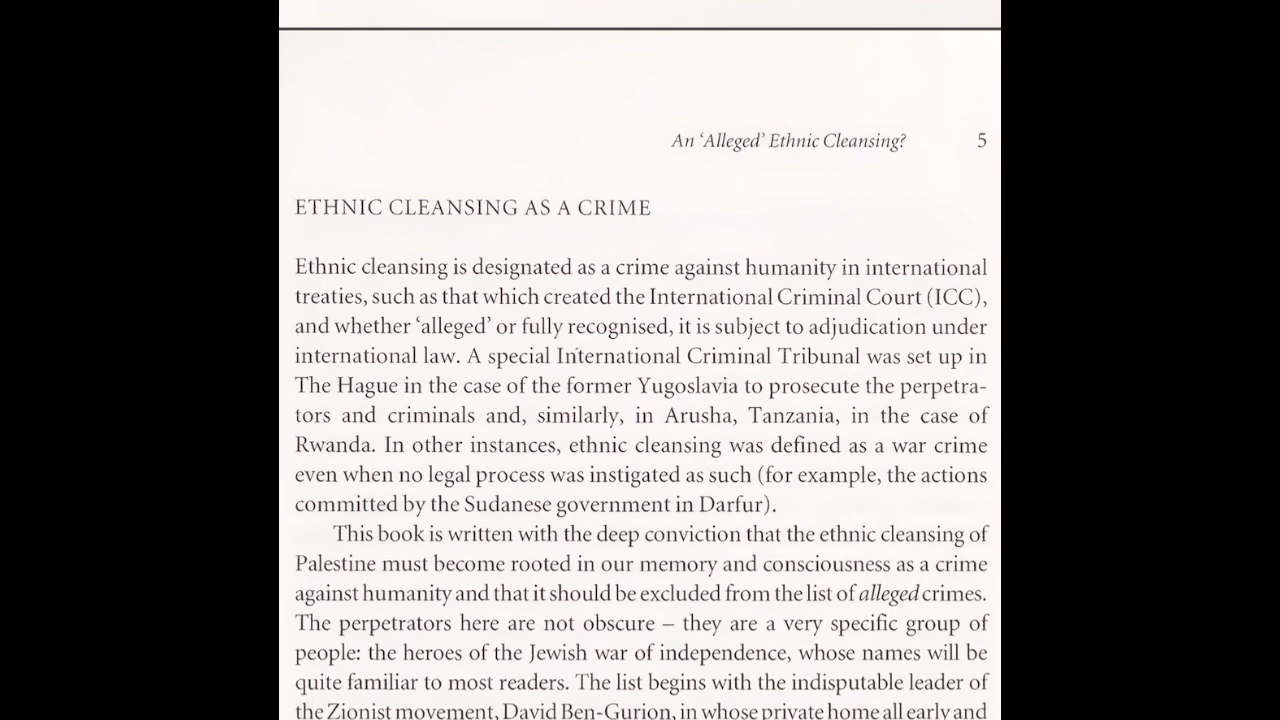 An ‘Alleged’ Ethnic Cleansing? 5
ETHNIC CLEANSING AS A CRIME
Ethnic cleansing is designated as a crime against humanity in international
treaties, such as that which created the International Criminal Court (ICC),
and whether ‘alleged’ or fully recognised, it is subject to adjudication under
international law. A special International Criminal Tribunal was set up in
The Hague in the case of the former Yugoslavia to prosecute the perpetra-
tors and criminals and, similarly, in Arusha, Tanzania, in the case of
Rwanda. In other instances, ethnic cleansing was defined as a war crime
even when no legal process was instigated as such (for example, the actions
committed by the Sudanese government in Darfur).
This book is written with the deep conviction that the ethnic cleansing of
Palestine must become rooted in our memory and consciousness as a crime
against humanity and that it should be excluded from the list of alleged crimes.
The perpetrators here are not obscure – they are a very specific group of
people: the heroes of the Jewish war of independence, whose names will be
quite familiar to most readers. The list begins with the indisputable leader of
the Zionist movement, David Ben-Gurion, in whose private home all early and